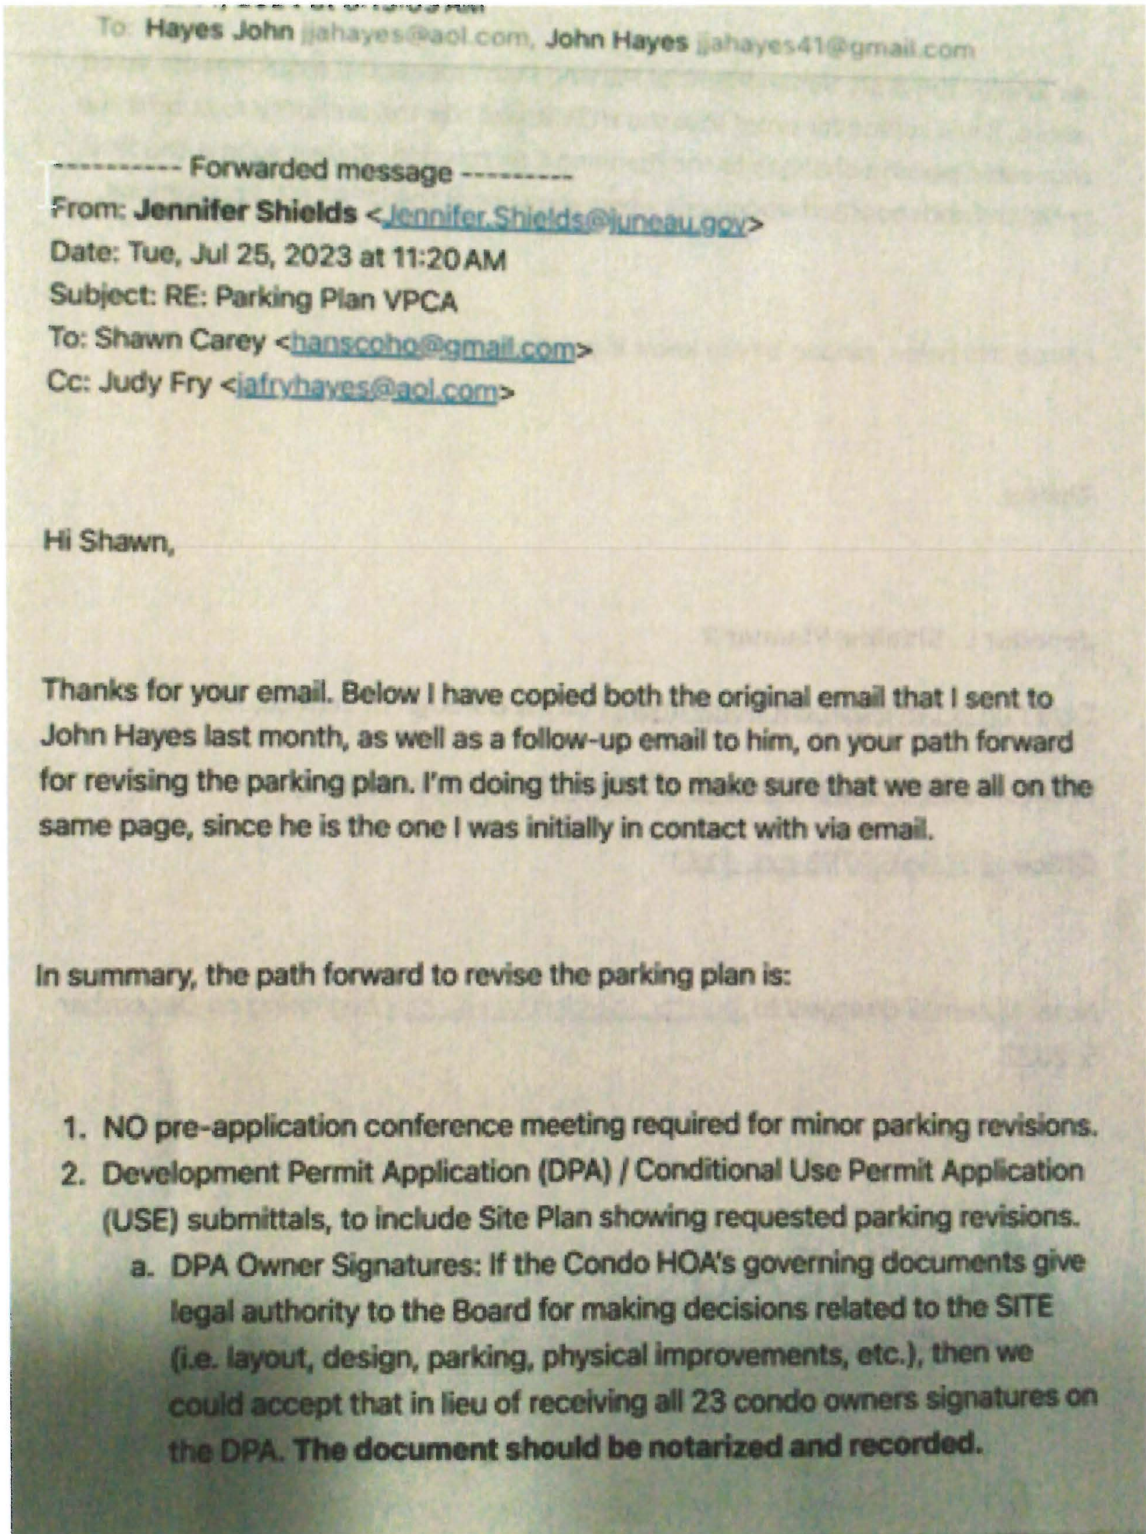 To: Hayes John jjahayes@aol.com, John Hayes jjahayes41@gmail.com
---------- Forwarded message ---------
From: Jennifer Shields <Jennifer.Shields@juneau.gov>
Date: Tue, Jul 25, 2023 at 11:20 AM
Subject: RE: Parking Plan VPCA
To: Shawn Carey <hanscoho@gmail.com>
Cc: Judy Fry <jafryhayes@aol.com>
Hi Shawn,
Thanks for your email. Below I have copied both the original email that I sent to
John Hayes last month, as well as a follow-up email to him, on your path forward
for revising the parking plan. I'm doing this just to make sure that we are all on the
same page, since he is the one I was initially in contact with via email.
In summary, the path forward to revise the parking plan is:
1. NO pre-application conference meeting required for minor parking revisions.
2. Development Permit Application (DPA) / Conditional Use Permit Application
(USE) submittals, to include Site Plan showing requested parking revisions.
a. DPA Owner Signatures: If the Condo HOA's governing documents give
legal authority to the Board for making decisions related to the SITE
(i.e. layout, design, parking, physical improvements, etc.), then we
could accept that in lieu of receiving all 23 condo owners signatures on
the DPA. The document should be notarized and recorded.